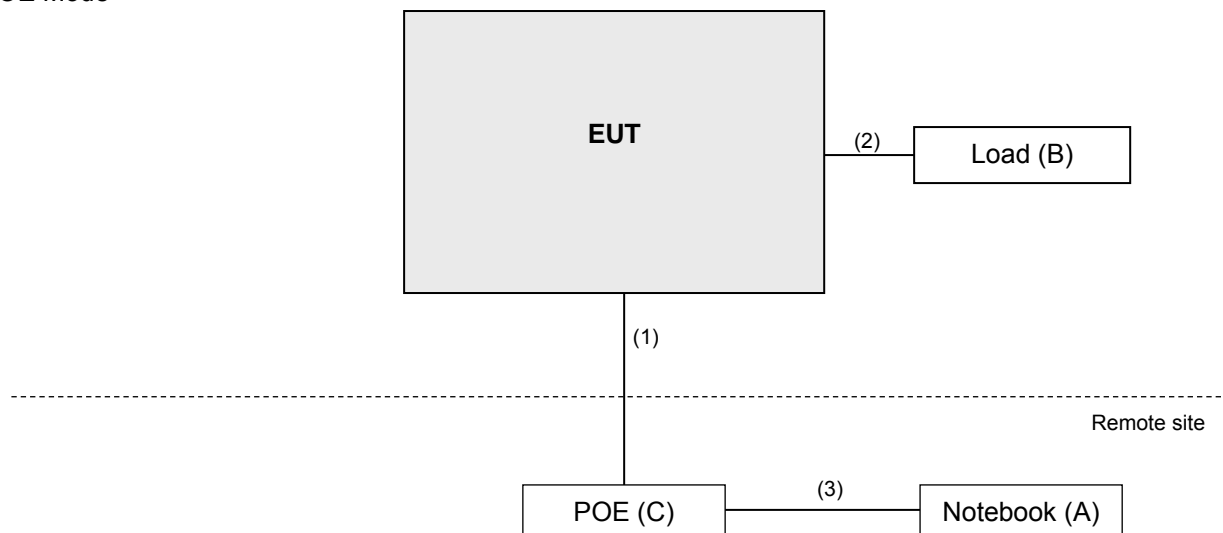 EUT
(2)
Load (B)
(1)
Remote site
POE (C)
(3)
Notebook (A)